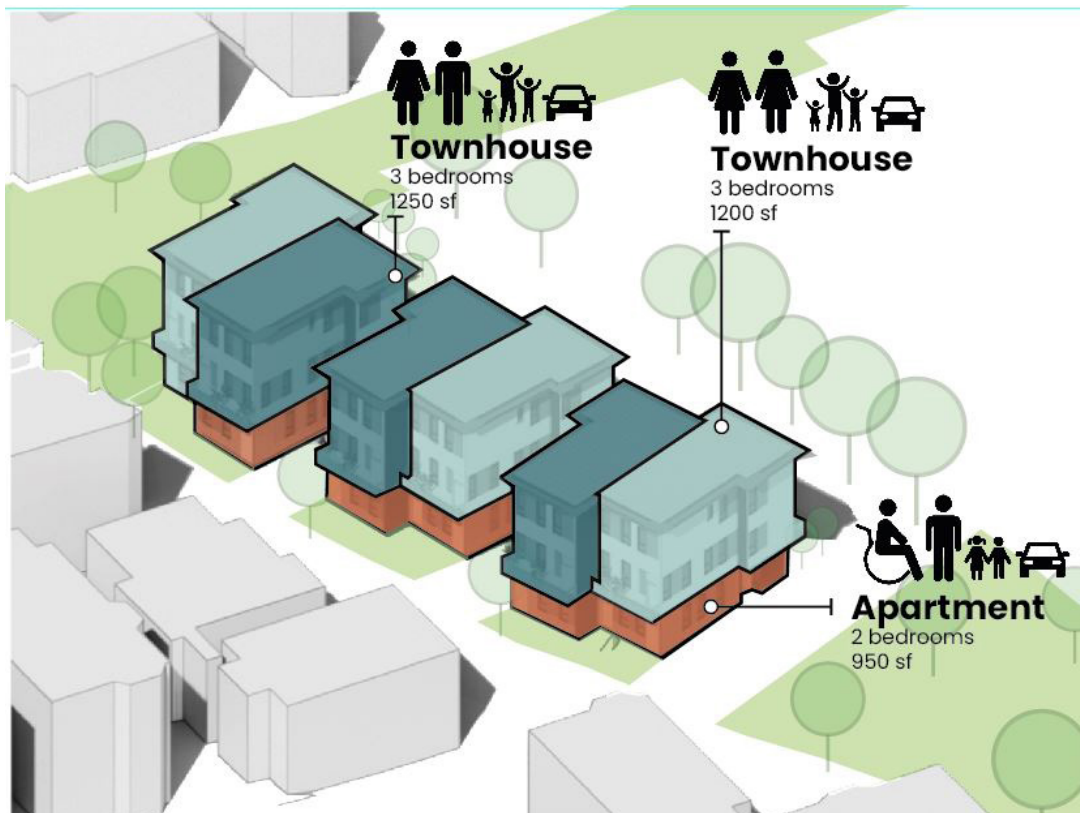 Townhouse
3 bedrooms
1250 sf
Townhouse
3 bedrooms
1200 sf
Apartment
2 bedrooms
950 sf